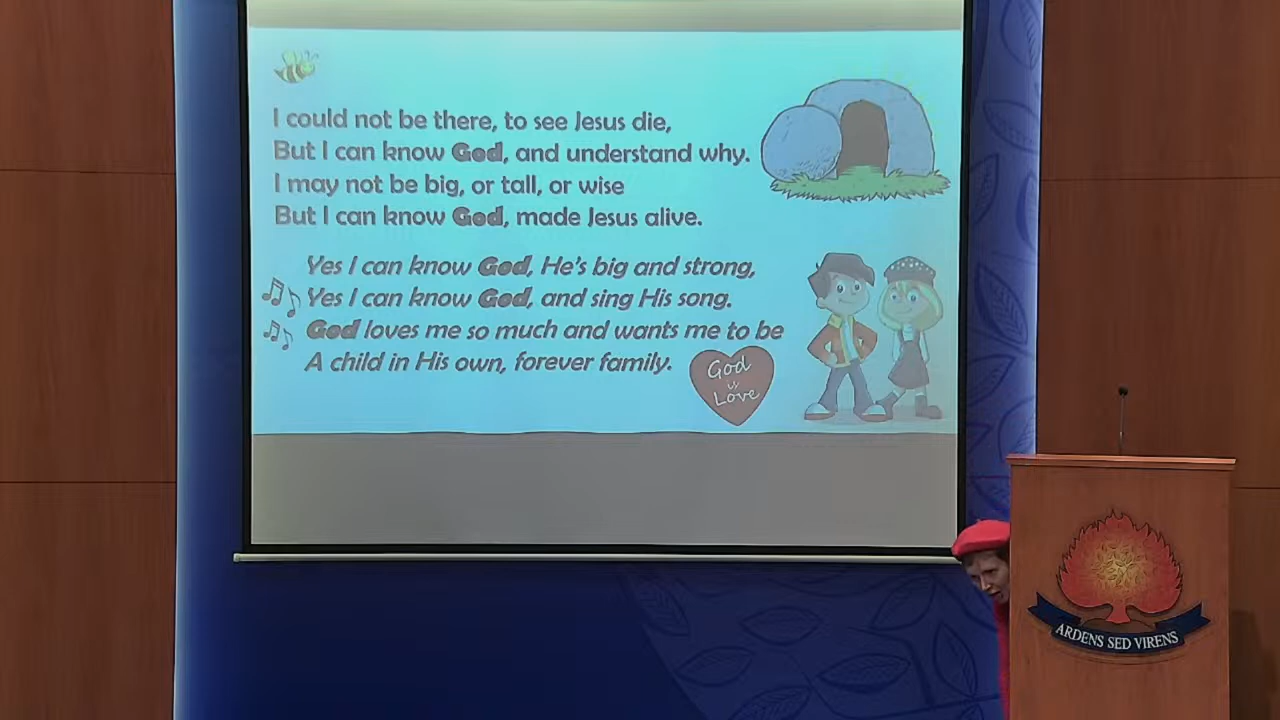 I could not be there, to see Jesus die,
But I can know God, and understand why.
I may not be big, or tall, or wise
But I can know God, made Jesus alive.
Yes I can know God, He's big and strong,
Yes I can know God, and sing His song.
God loves me so much and wants me to be
A child in His own, forever family.
God
is
Love
ARDENS SED VIRENS